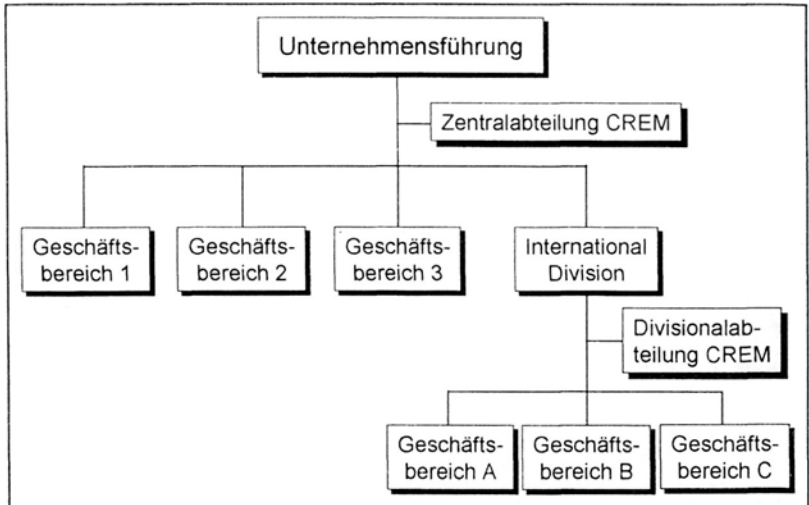 Unternehmensführung
Zentralabteilung CREM
Geschäfts-
bereich 1
Geschäfts-
bereich 2
Geschäfts-
bereich 3
International
Division
Divisionalab-
teilung CREM
Geschäfts-
bereich A
Geschäfts-
bereich B
Geschäfts-
bereich C